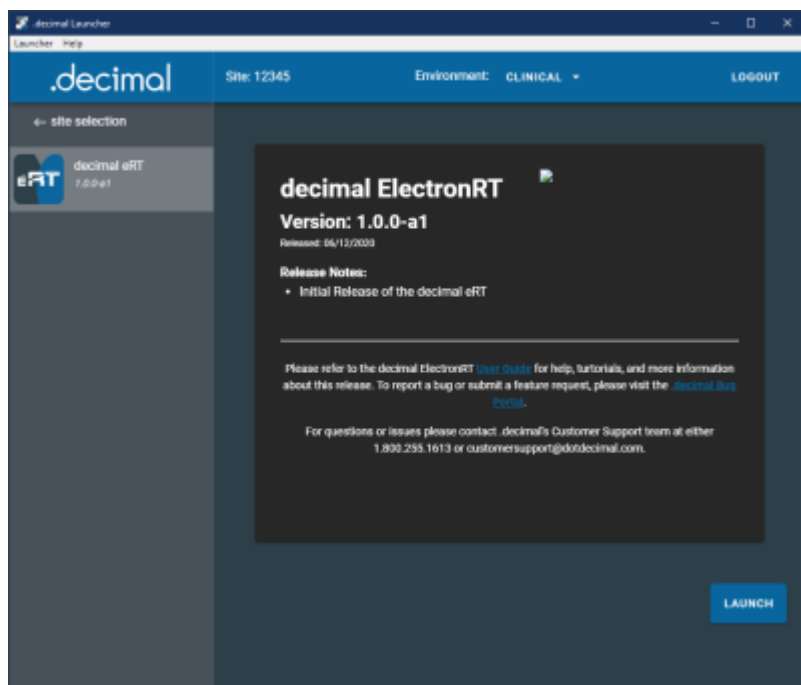 .decimal Launcher
Launcher Help
.decimal
Site: 12345
Environment: CLINICAL
LOGOUT
← site selection
eRT
decimal eRT
1.0.0-a1
decimal ElectronRT
Version: 1.0.0-a1
Released: 06/12/2020
Release Notes:
• Initial Release of the decimal eRT
Please refer to the decimal ElectronRT User Guide for help, turtorials, and more information
about this release. To report a bug or submit a feature request, please visit the .decimal Bug
Portal.
For questions or issues please contact .decimal's Customer Support team at either
1.800.255.1613 or customersupport@dotdecimal.com.
LAUNCH